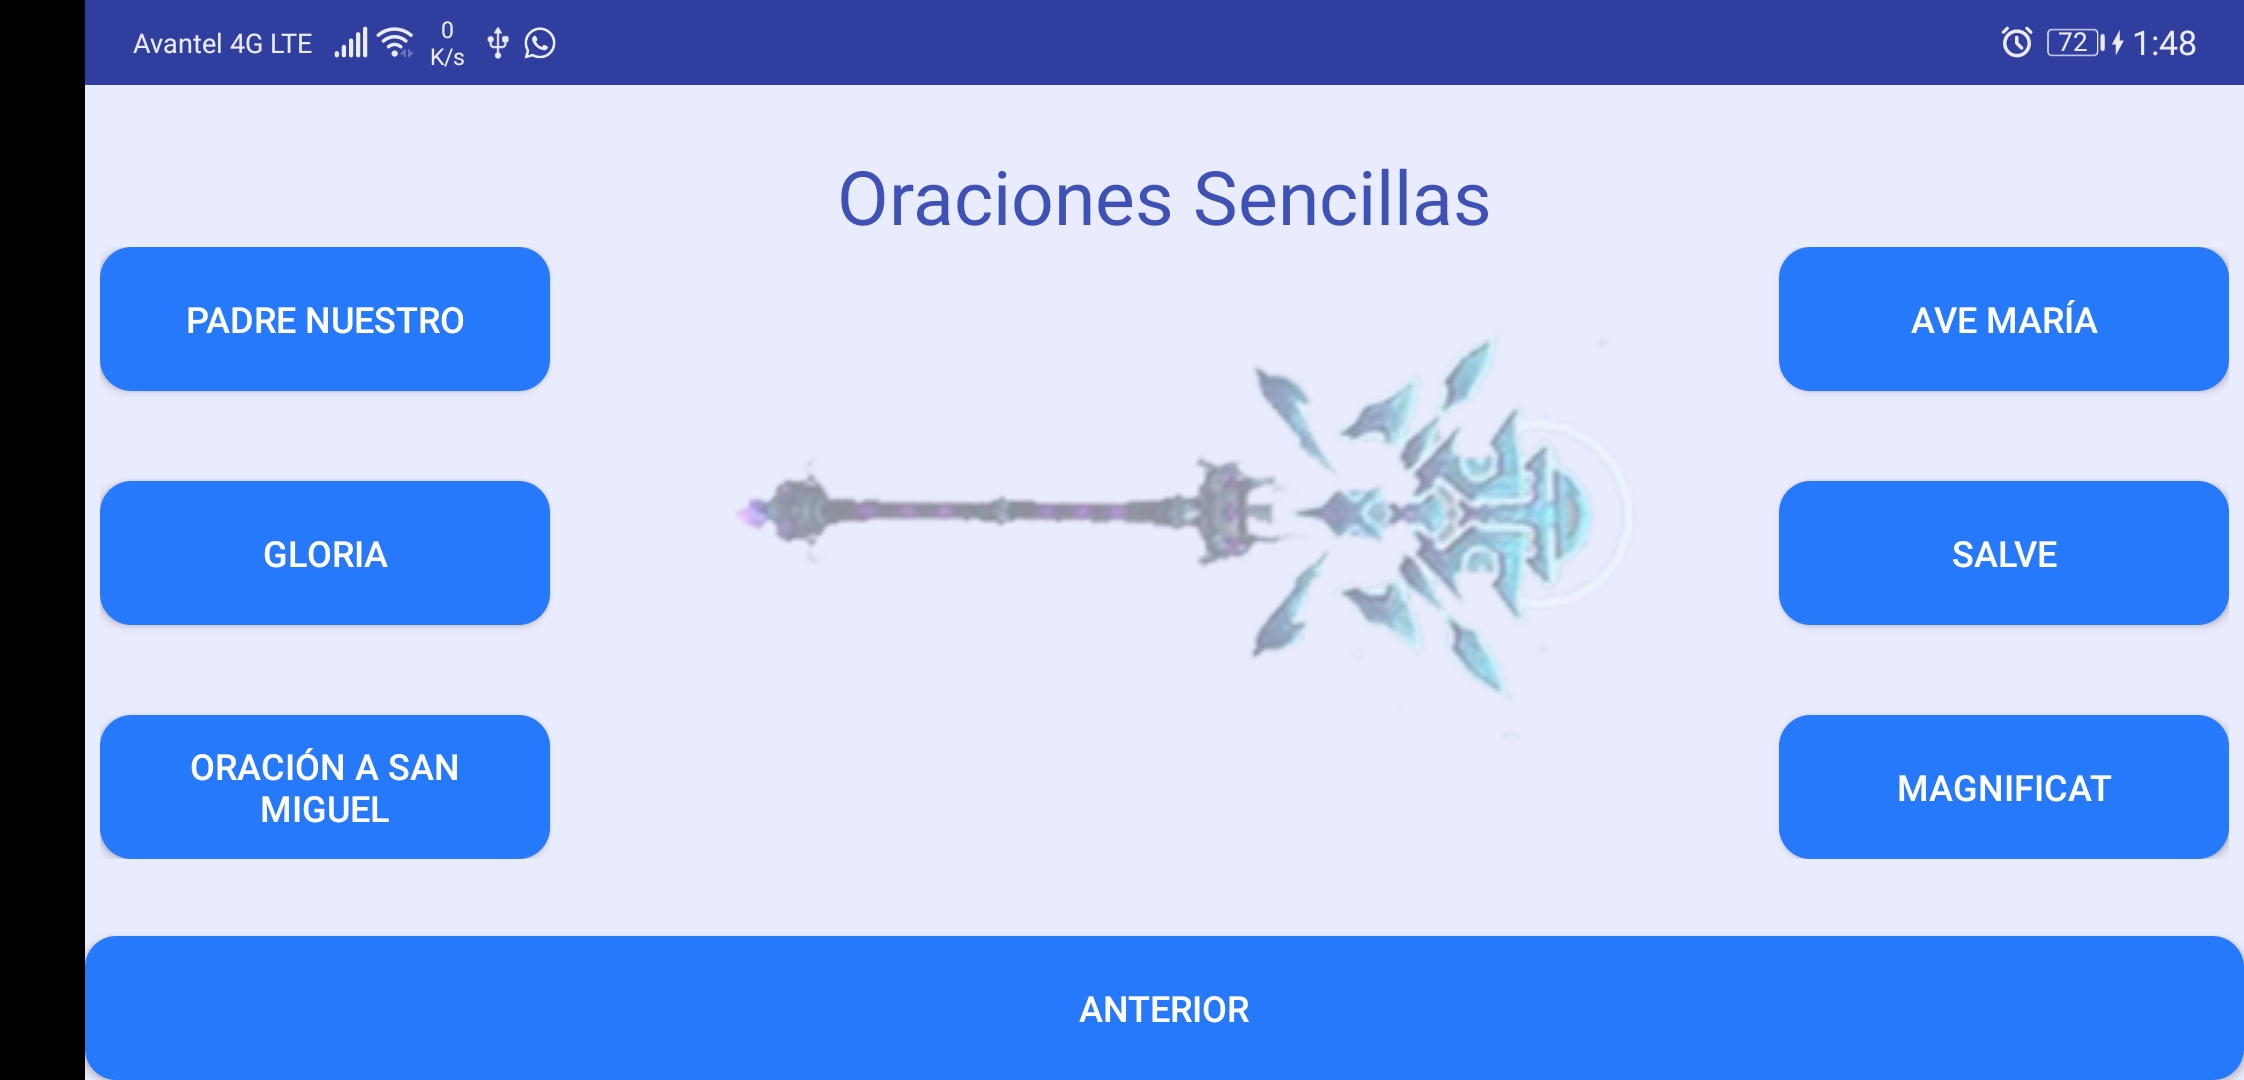 Avantel 4G LTE 0 K/s 72 1:48
Oraciones Sencillas
PADRE NUESTRO
AVE MARÍA
GLORIA
SALVE
ORACIÓN A SAN
MIGUEL
MAGNIFICAT
ANTERIOR